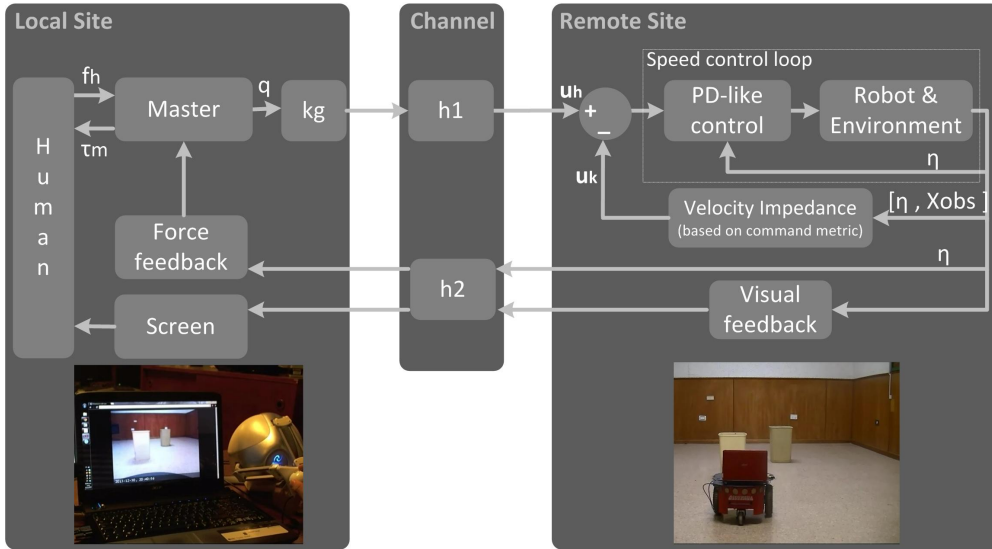 Local Site
Channel
Remote Site
fh
τm
Human
Master
q
kg
Force
feedback
Screen
h1
h2
uh
+
−
uk
Speed control loop
PD-like
control
Robot &
Environment
η
[η , Xobs ]
Velocity Impedance
(based on command metric)
η
Visual
feedback